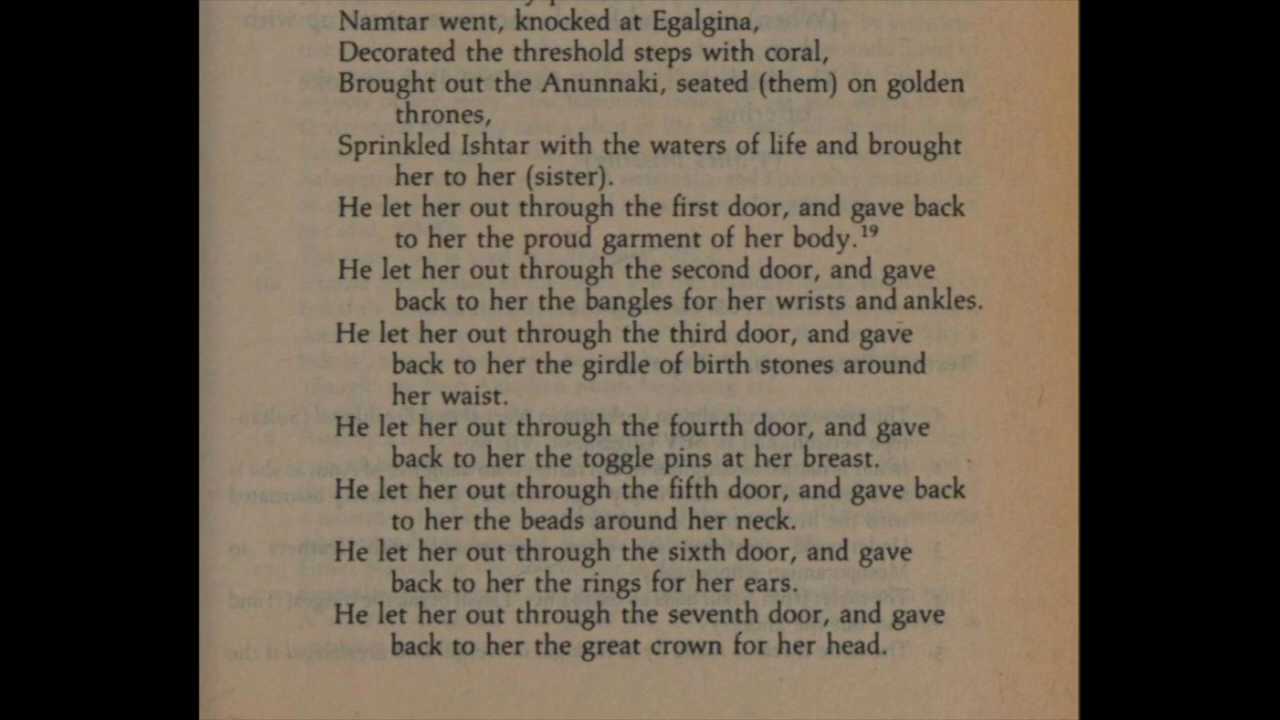 Namtar went, knocked at Egalgina,
Decorated the threshold steps with coral,
Brought out the Anunnaki, seated (them) on golden
thrones,
Sprinkled Ishtar with the waters of life and brought
her to her (sister).
He let her out through the first door, and gave back
to her the proud garment of her body.¹⁹
He let her out through the second door, and gave
back to her the bangles for her wrists and ankles.
He let her out through the third door, and gave
back to her the girdle of birth stones around
her waist.
He let her out through the fourth door, and gave
back to her the toggle pins at her breast.
He let her out through the fifth door, and gave back
to her the beads around her neck.
He let her out through the sixth door, and gave
back to her the rings for her ears.
He let her out through the seventh door, and gave
back to her the great crown for her head.